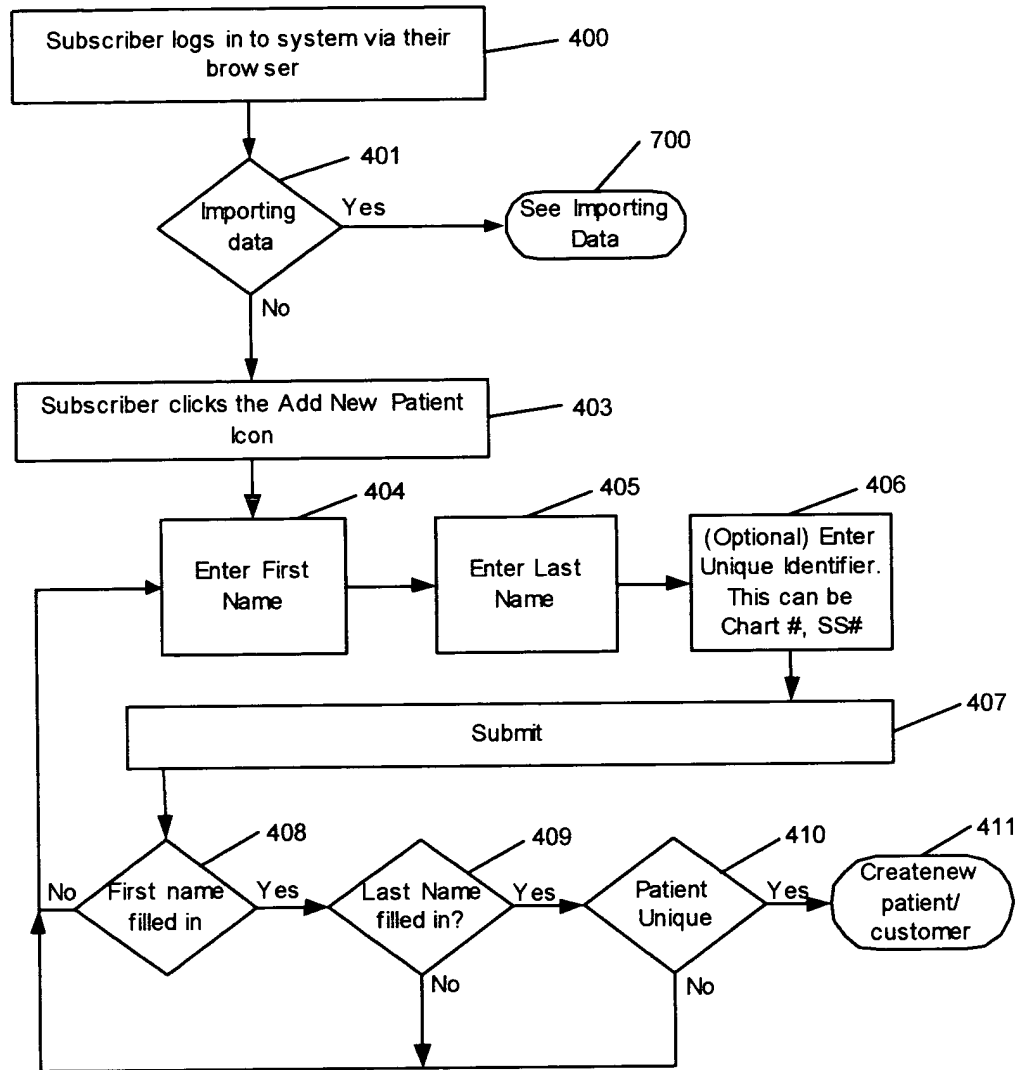 Subscriber logs in to system via their
browser
400
401
Importing
data
Yes
700
See Importing
Data
No
Subscriber clicks the Add New Patient
Icon
403
404
Enter First
Name
405
Enter Last
Name
406
(Optional) Enter
Unique Identifier.
This can be
Chart #, SS#
Submit
407
408
No
First name
filled in
Yes
409
Last Name
filled in?
Yes
No
410
Patient
Unique
Yes
No
411
Createnew
patient/
customer